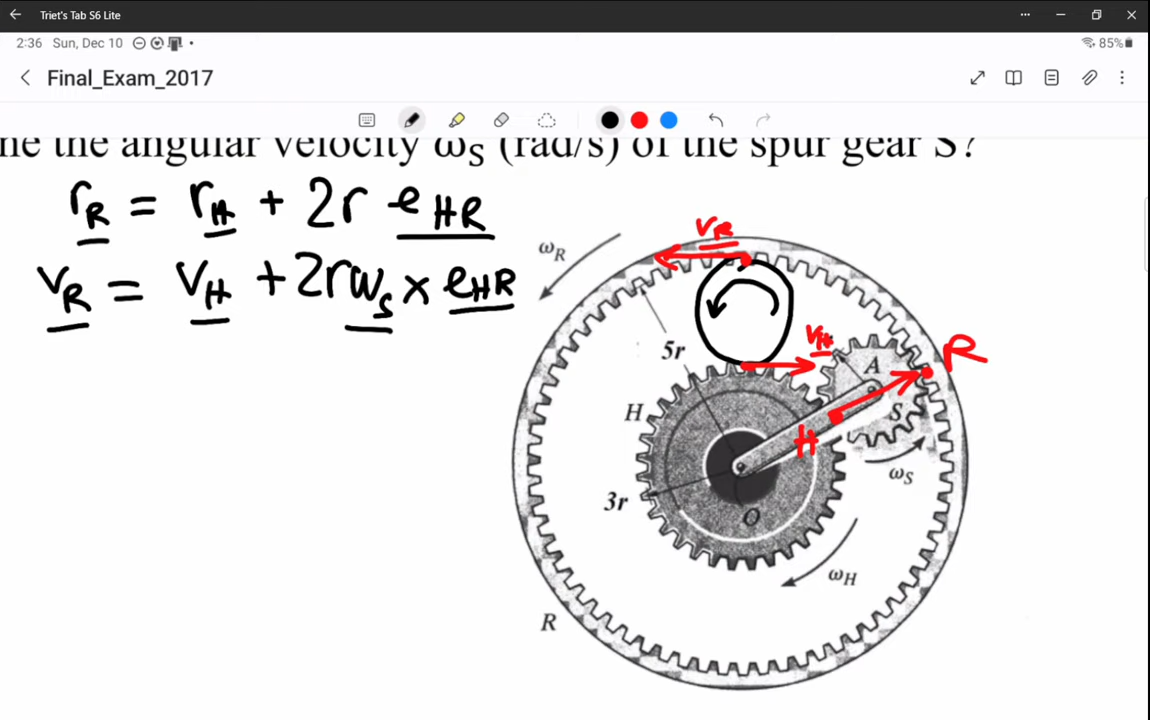 Triet's Tab S6 Lite
2:36 Sun, Dec 10
85%
Final_Exam_2017
ne the angular velocity ωS (rad/s) of the spur gear S?
rR = rH + 2r eHR
vR = vH + 2rωS × eHR
vR
ωR
vH
5r
A
R
H
S
H
ωS
3r
O
ωH
R